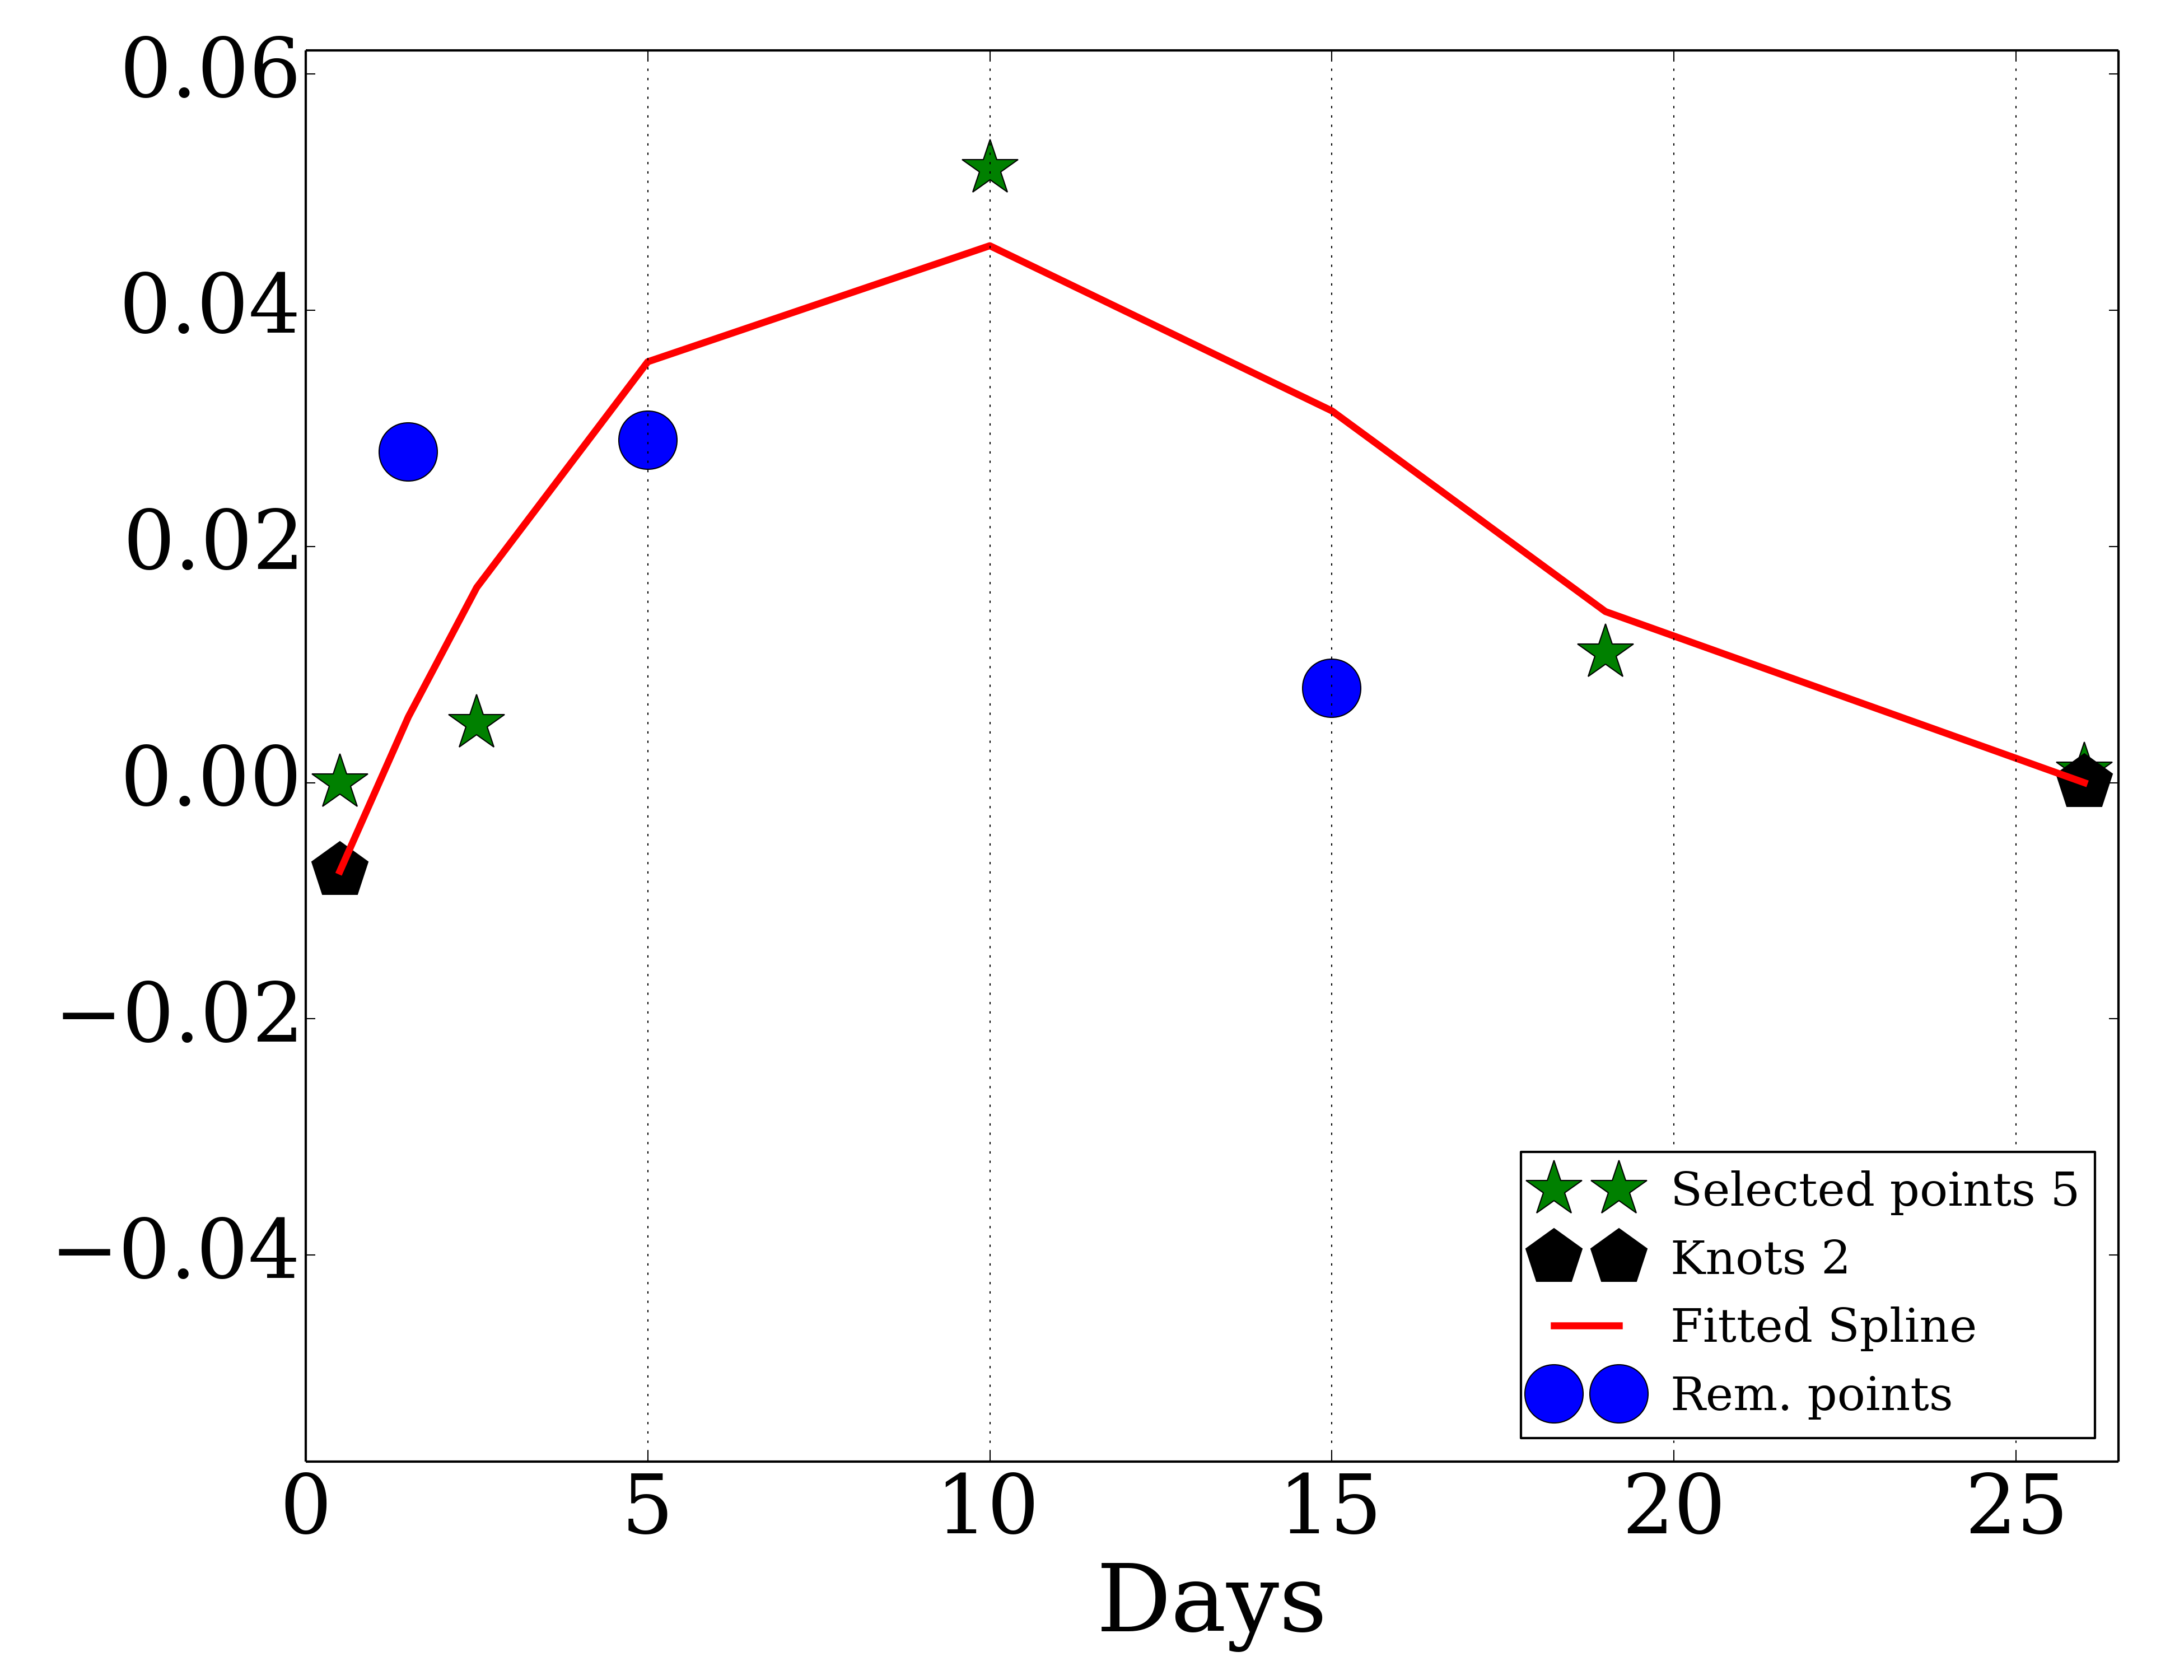 0.06
0.04
0.02
0.00
−0.02
−0.04
Selected points 5
Knots 2
Fitted Spline
Rem. points
0 5 10 15 20 25
Days